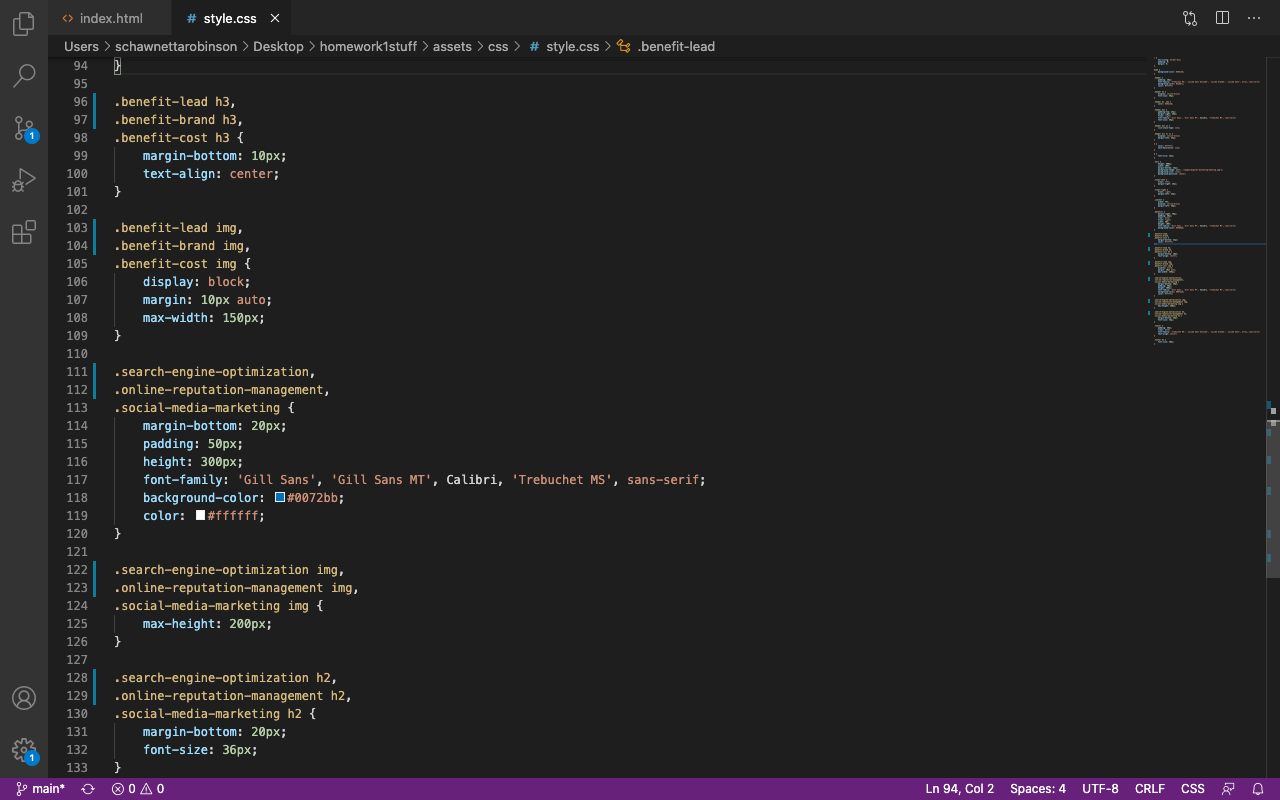 index.html
style.css
Users > schawnettarobinson > Desktop > homework1stuff > assets > css > # style.css > .benefit-lead
94 }
95
96 .benefit-lead h3,
97 .benefit-brand h3,
98 .benefit-cost h3 {
99 margin-bottom: 10px;
100 text-align: center;
101 }
102
103 .benefit-lead img,
104 .benefit-brand img,
105 .benefit-cost img {
106 display: block;
107 margin: 10px auto;
108 max-width: 150px;
109 }
110
111 .search-engine-optimization,
112 .online-reputation-management,
113 .social-media-marketing {
114 margin-bottom: 20px;
115 padding: 50px;
116 height: 300px;
117 font-family: 'Gill Sans', 'Gill Sans MT', Calibri, 'Trebuchet MS', sans-serif;
118 background-color: #0072bb;
119 color: #ffffff;
120 }
121
122 .search-engine-optimization img,
123 .online-reputation-management img,
124 .social-media-marketing img {
125 max-height: 200px;
126 }
127
128 .search-engine-optimization h2,
129 .online-reputation-management h2,
130 .social-media-marketing h2 {
131 margin-bottom: 20px;
132 font-size: 36px;
133 }
1
1
main* 0 0 Ln 94, Col 2 Spaces: 4 UTF-8 CRLF CSS